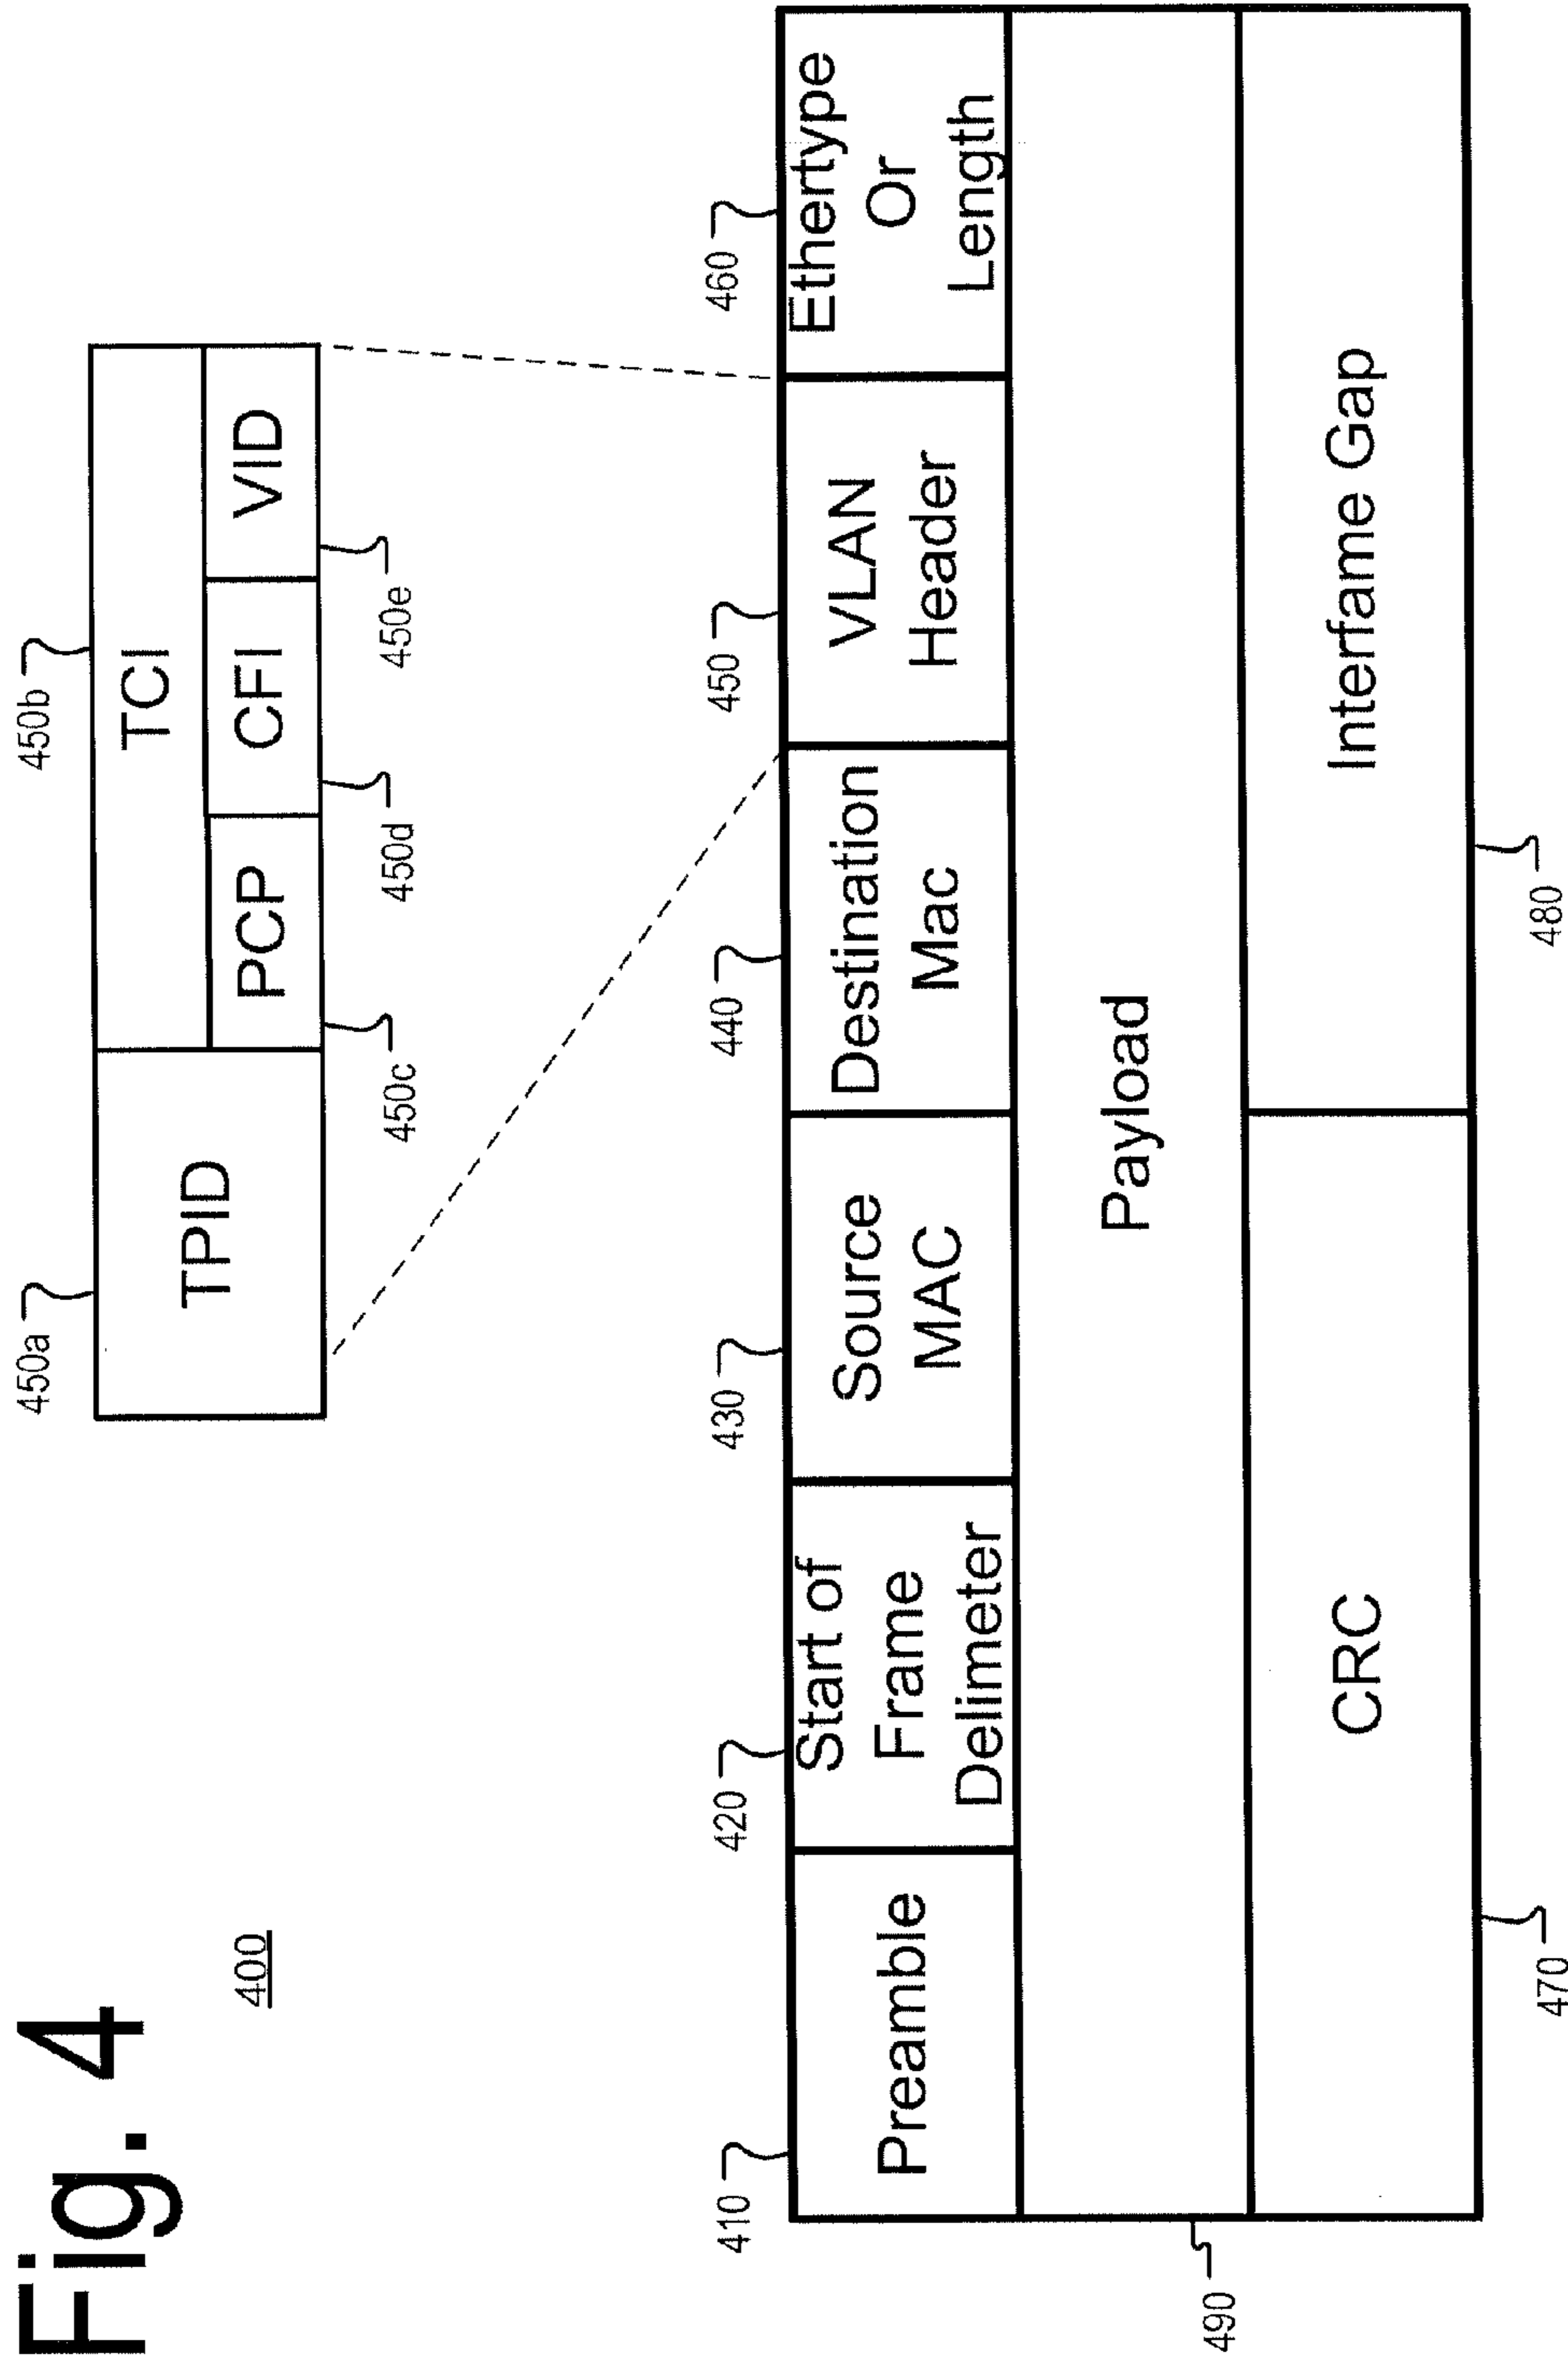 Fig. 4
400
450a
450b
TPID
TCI
PCP
CFI
VID
450c
450d
450e
410
420
430
440
450
460
Preamble
Start of
Frame
Delimeter
Source
MAC
Destination
Mac
VLAN
Header
Ethertype
Or
Length
490
Payload
CRC
Interfame Gap
470
480